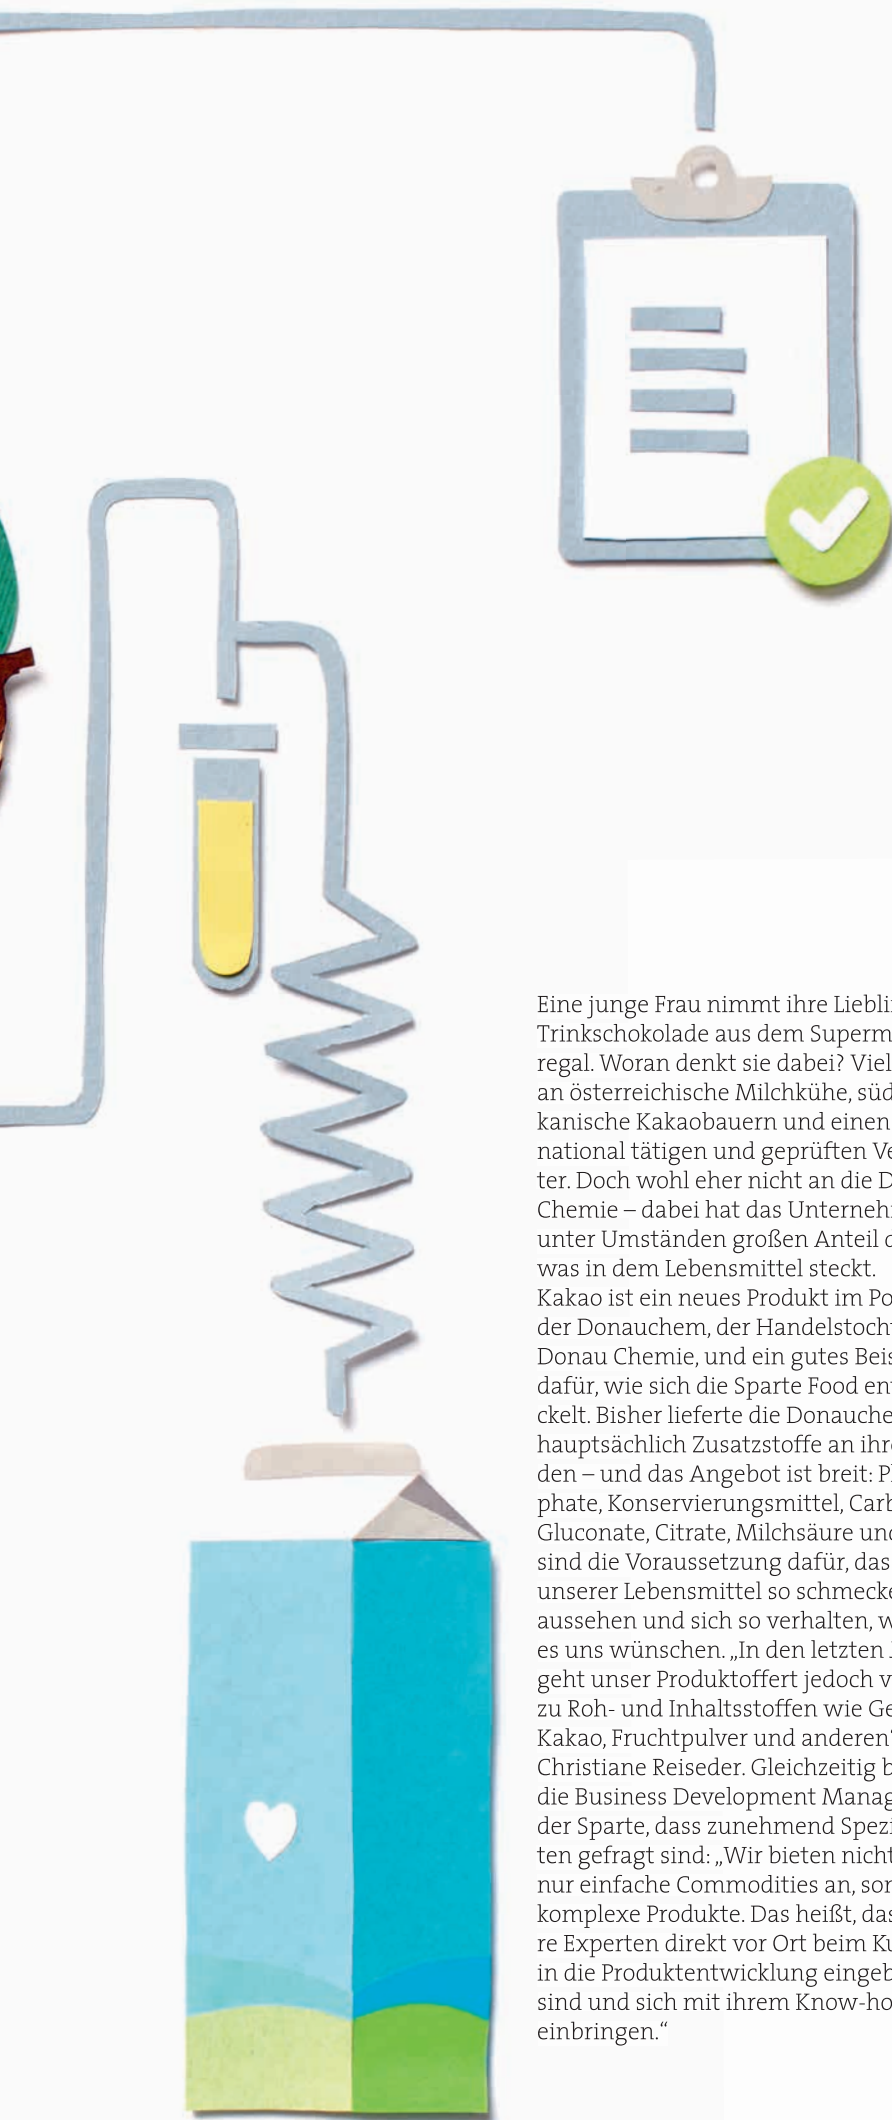 Eine junge Frau nimmt ihre Liebli
Trinkschokolade aus dem Superm
regal. Woran denkt sie dabei? Viel
an österreichische Milchkühe, süd
kanische Kakaobauern und einen
national tätigen und geprüften Ve
ter. Doch wohl eher nicht an die D
Chemie – dabei hat das Unterneh
unter Umständen großen Anteil d
was in dem Lebensmittel steckt.
Kakao ist ein neues Produkt im Po
der Donauchem, der Handelstoch
Donau Chemie, und ein gutes Beis
dafür, wie sich die Sparte Food ent
ckelt. Bisher lieferte die Donauche
hauptsächlich Zusatzstoffe an ihr
den – und das Angebot ist breit: P
phate, Konservierungsmittel, Carb
Gluconate, Citrate, Milchsäure und
sind die Voraussetzung dafür, das
unserer Lebensmittel so schmecke
aussehen und sich so verhalten, w
es uns wünschen. „In den letzten
geht unser Produktoffert jedoch v
zu Roh- und Inhaltsstoffen wie Ge
Kakao, Fruchtpulver und anderen“
Christiane Reiseder. Gleichzeitig b
die Business Development Manag
der Sparte, dass zunehmend Spezi
ten gefragt sind: „Wir bieten nicht
nur einfache Commodities an, son
komplexe Produkte. Das heißt, das
re Experten direkt vor Ort beim Ku
in die Produktentwicklung eingeb
sind und sich mit ihrem Know-ho
einbringen.“